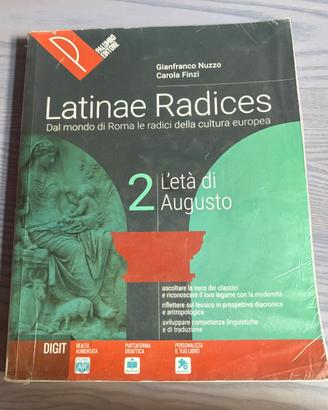 PALUMBO
EDITORE
Gianfranco Nuzzo
Carola Finzi
Latinae Radices
Dal mondo di Roma le radici della cultura europea
2 L'età di
Augusto
ascoltare la voce dei classici
e riconoscere il loro legame con la modernità
riflettere sul lessico in prospettiva diacronica
e antropologica
sviluppare competenze linguistiche
e di traduzione
DIGIT
REALTÀ
AUMENTATA
PIATTAFORMA
DIDATTICA
PERSONALIZZA
IL TUO LIBRO